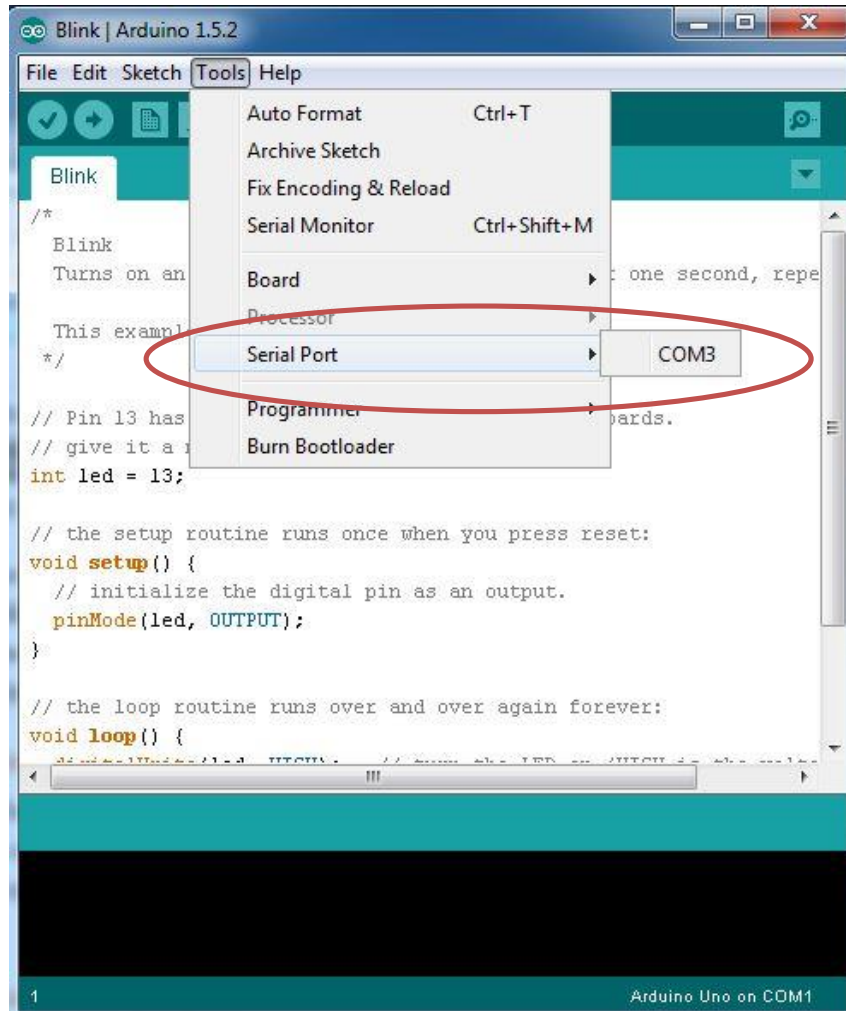 Blink | Arduino 1.5.2
File Edit Sketch Tools Help
Auto Format Ctrl+T
Archive Sketch
Fix Encoding & Reload
Serial Monitor Ctrl+Shift+M
Board
Processor
Serial Port
COM3
Programmer
Burn Bootloader
Blink
/*
Blink
Turns on an
r one second, repe
This exampl
*/
// Pin 13 has
oards.
// give it a
int led = 13;
// the setup routine runs once when you press reset:
void setup() {
// initialize the digital pin as an output.
pinMode(led, OUTPUT);
}
// the loop routine runs over and over again forever:
void loop() {
1
Arduino Uno on COM1